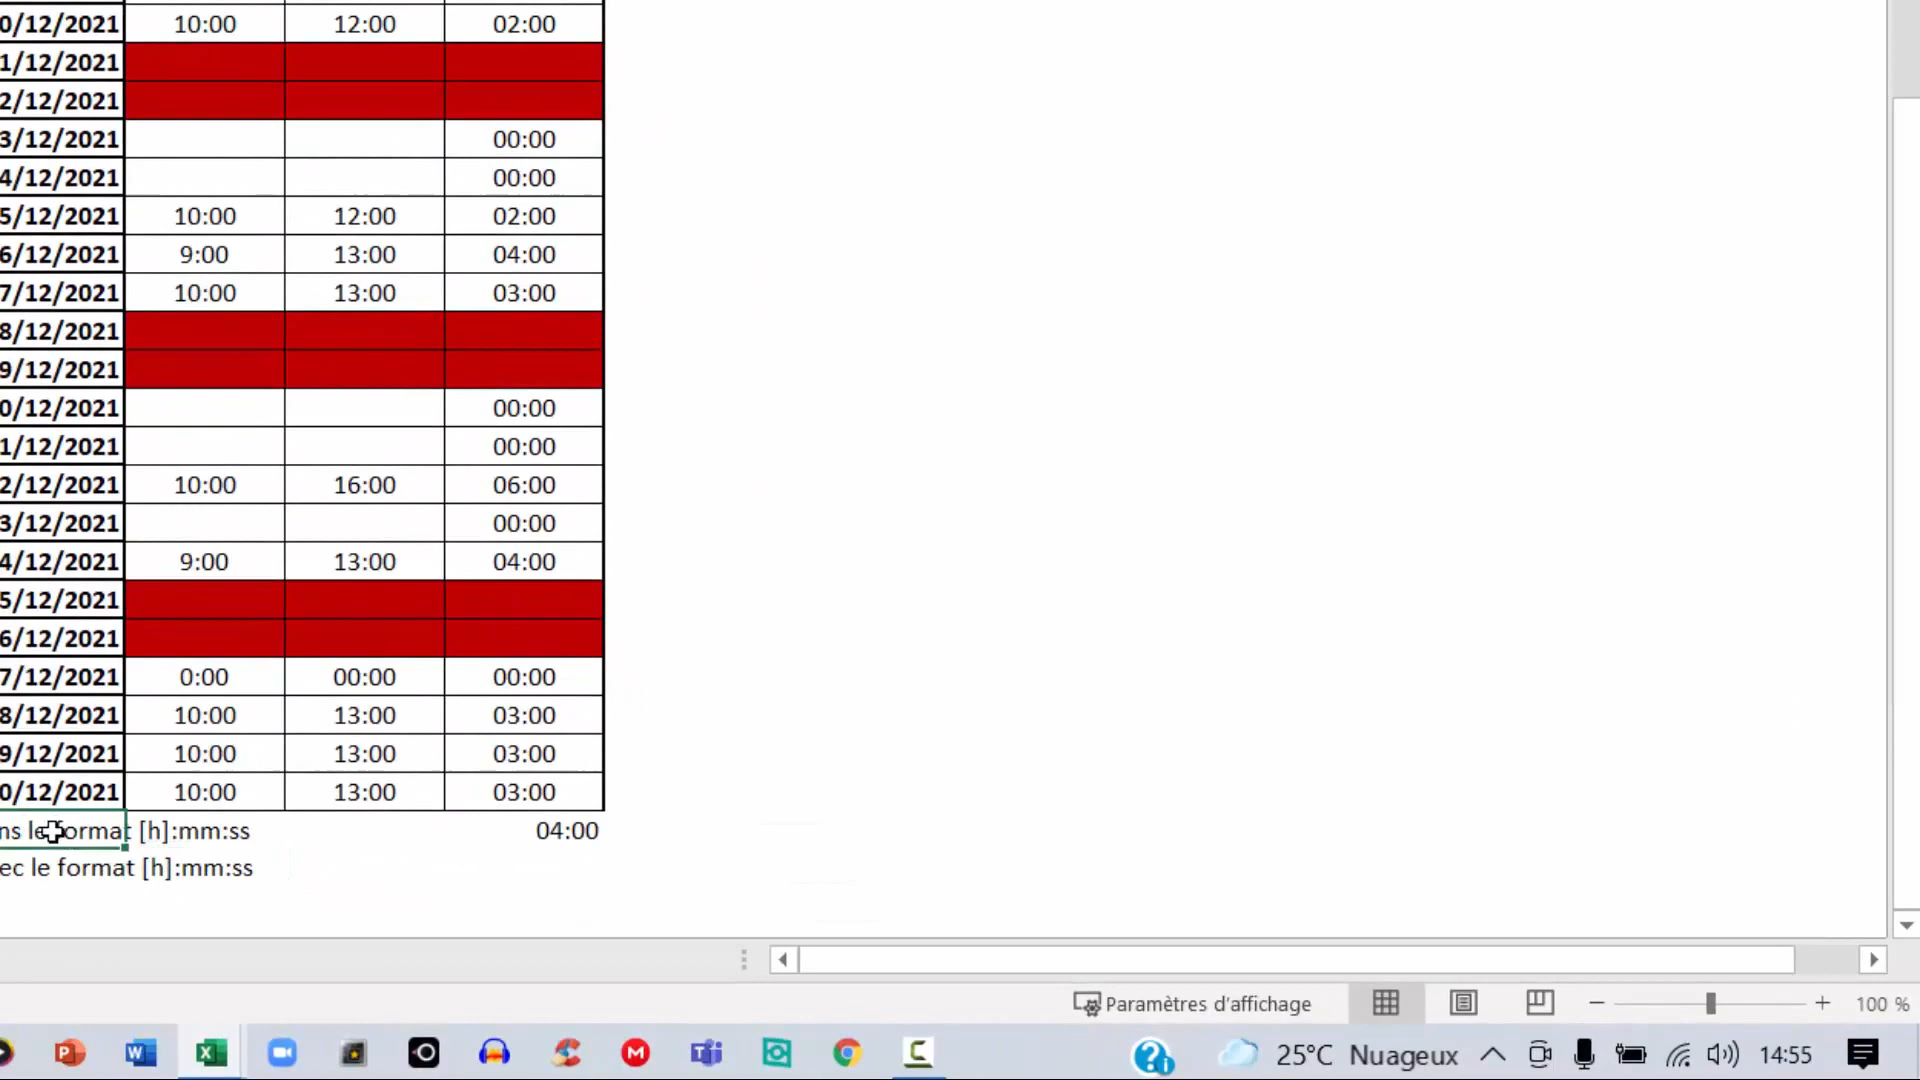 0/12/2021 10:00 12:00 02:00
1/12/2021
2/12/2021
3/12/2021 00:00
4/12/2021 00:00
5/12/2021 10:00 12:00 02:00
6/12/2021 9:00 13:00 04:00
7/12/2021 10:00 13:00 03:00
8/12/2021
9/12/2021
0/12/2021 00:00
1/12/2021 00:00
2/12/2021 10:00 16:00 06:00
3/12/2021 00:00
4/12/2021 9:00 13:00 04:00
5/12/2021
6/12/2021
7/12/2021 0:00 00:00 00:00
8/12/2021 10:00 13:00 03:00
9/12/2021 10:00 13:00 03:00
0/12/2021 10:00 13:00 03:00
ns le format [h]:mm:ss 04:00
ec le format [h]:mm:ss
Paramètres d'affichage 100 %
25°C Nuageux 14:55